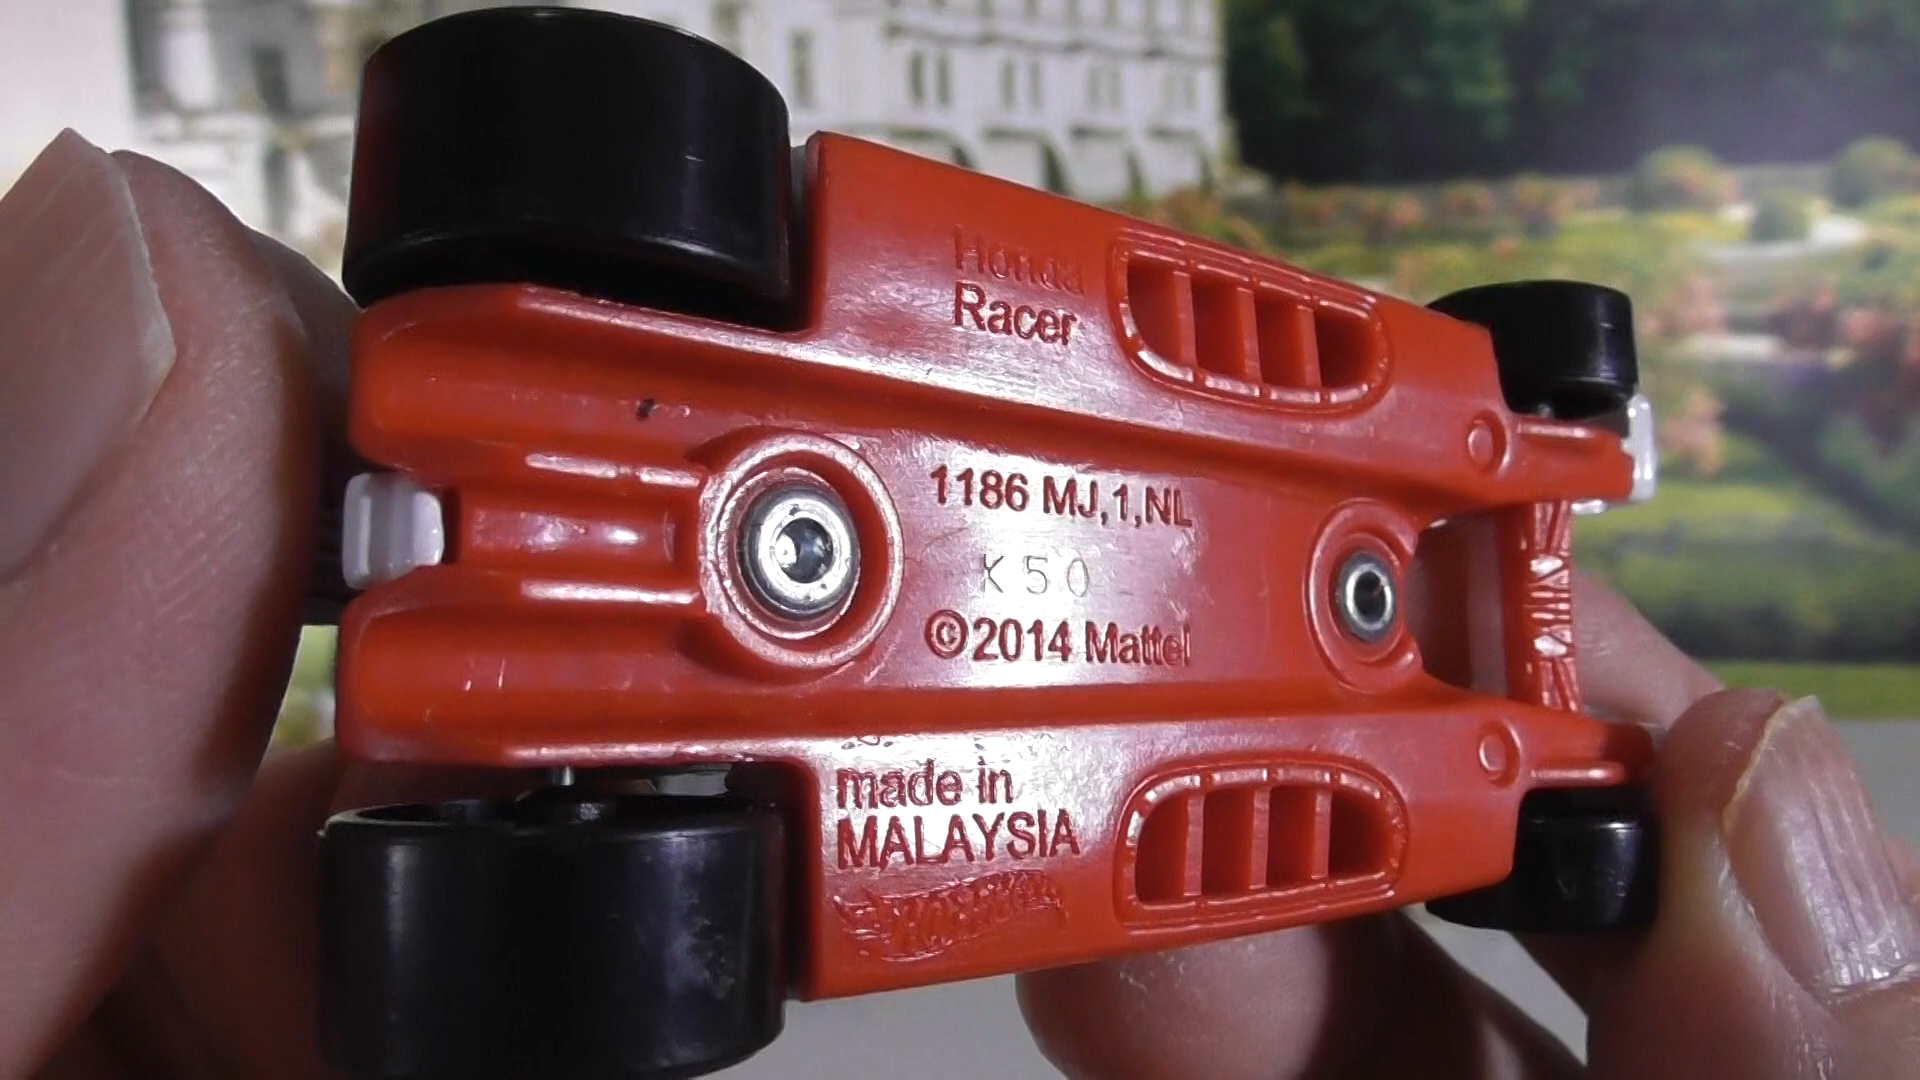 Honda
Racer
1186 MJ,1,NL
K50
©2014 Mattel
made in
MALAYSIA
Hot Wheels